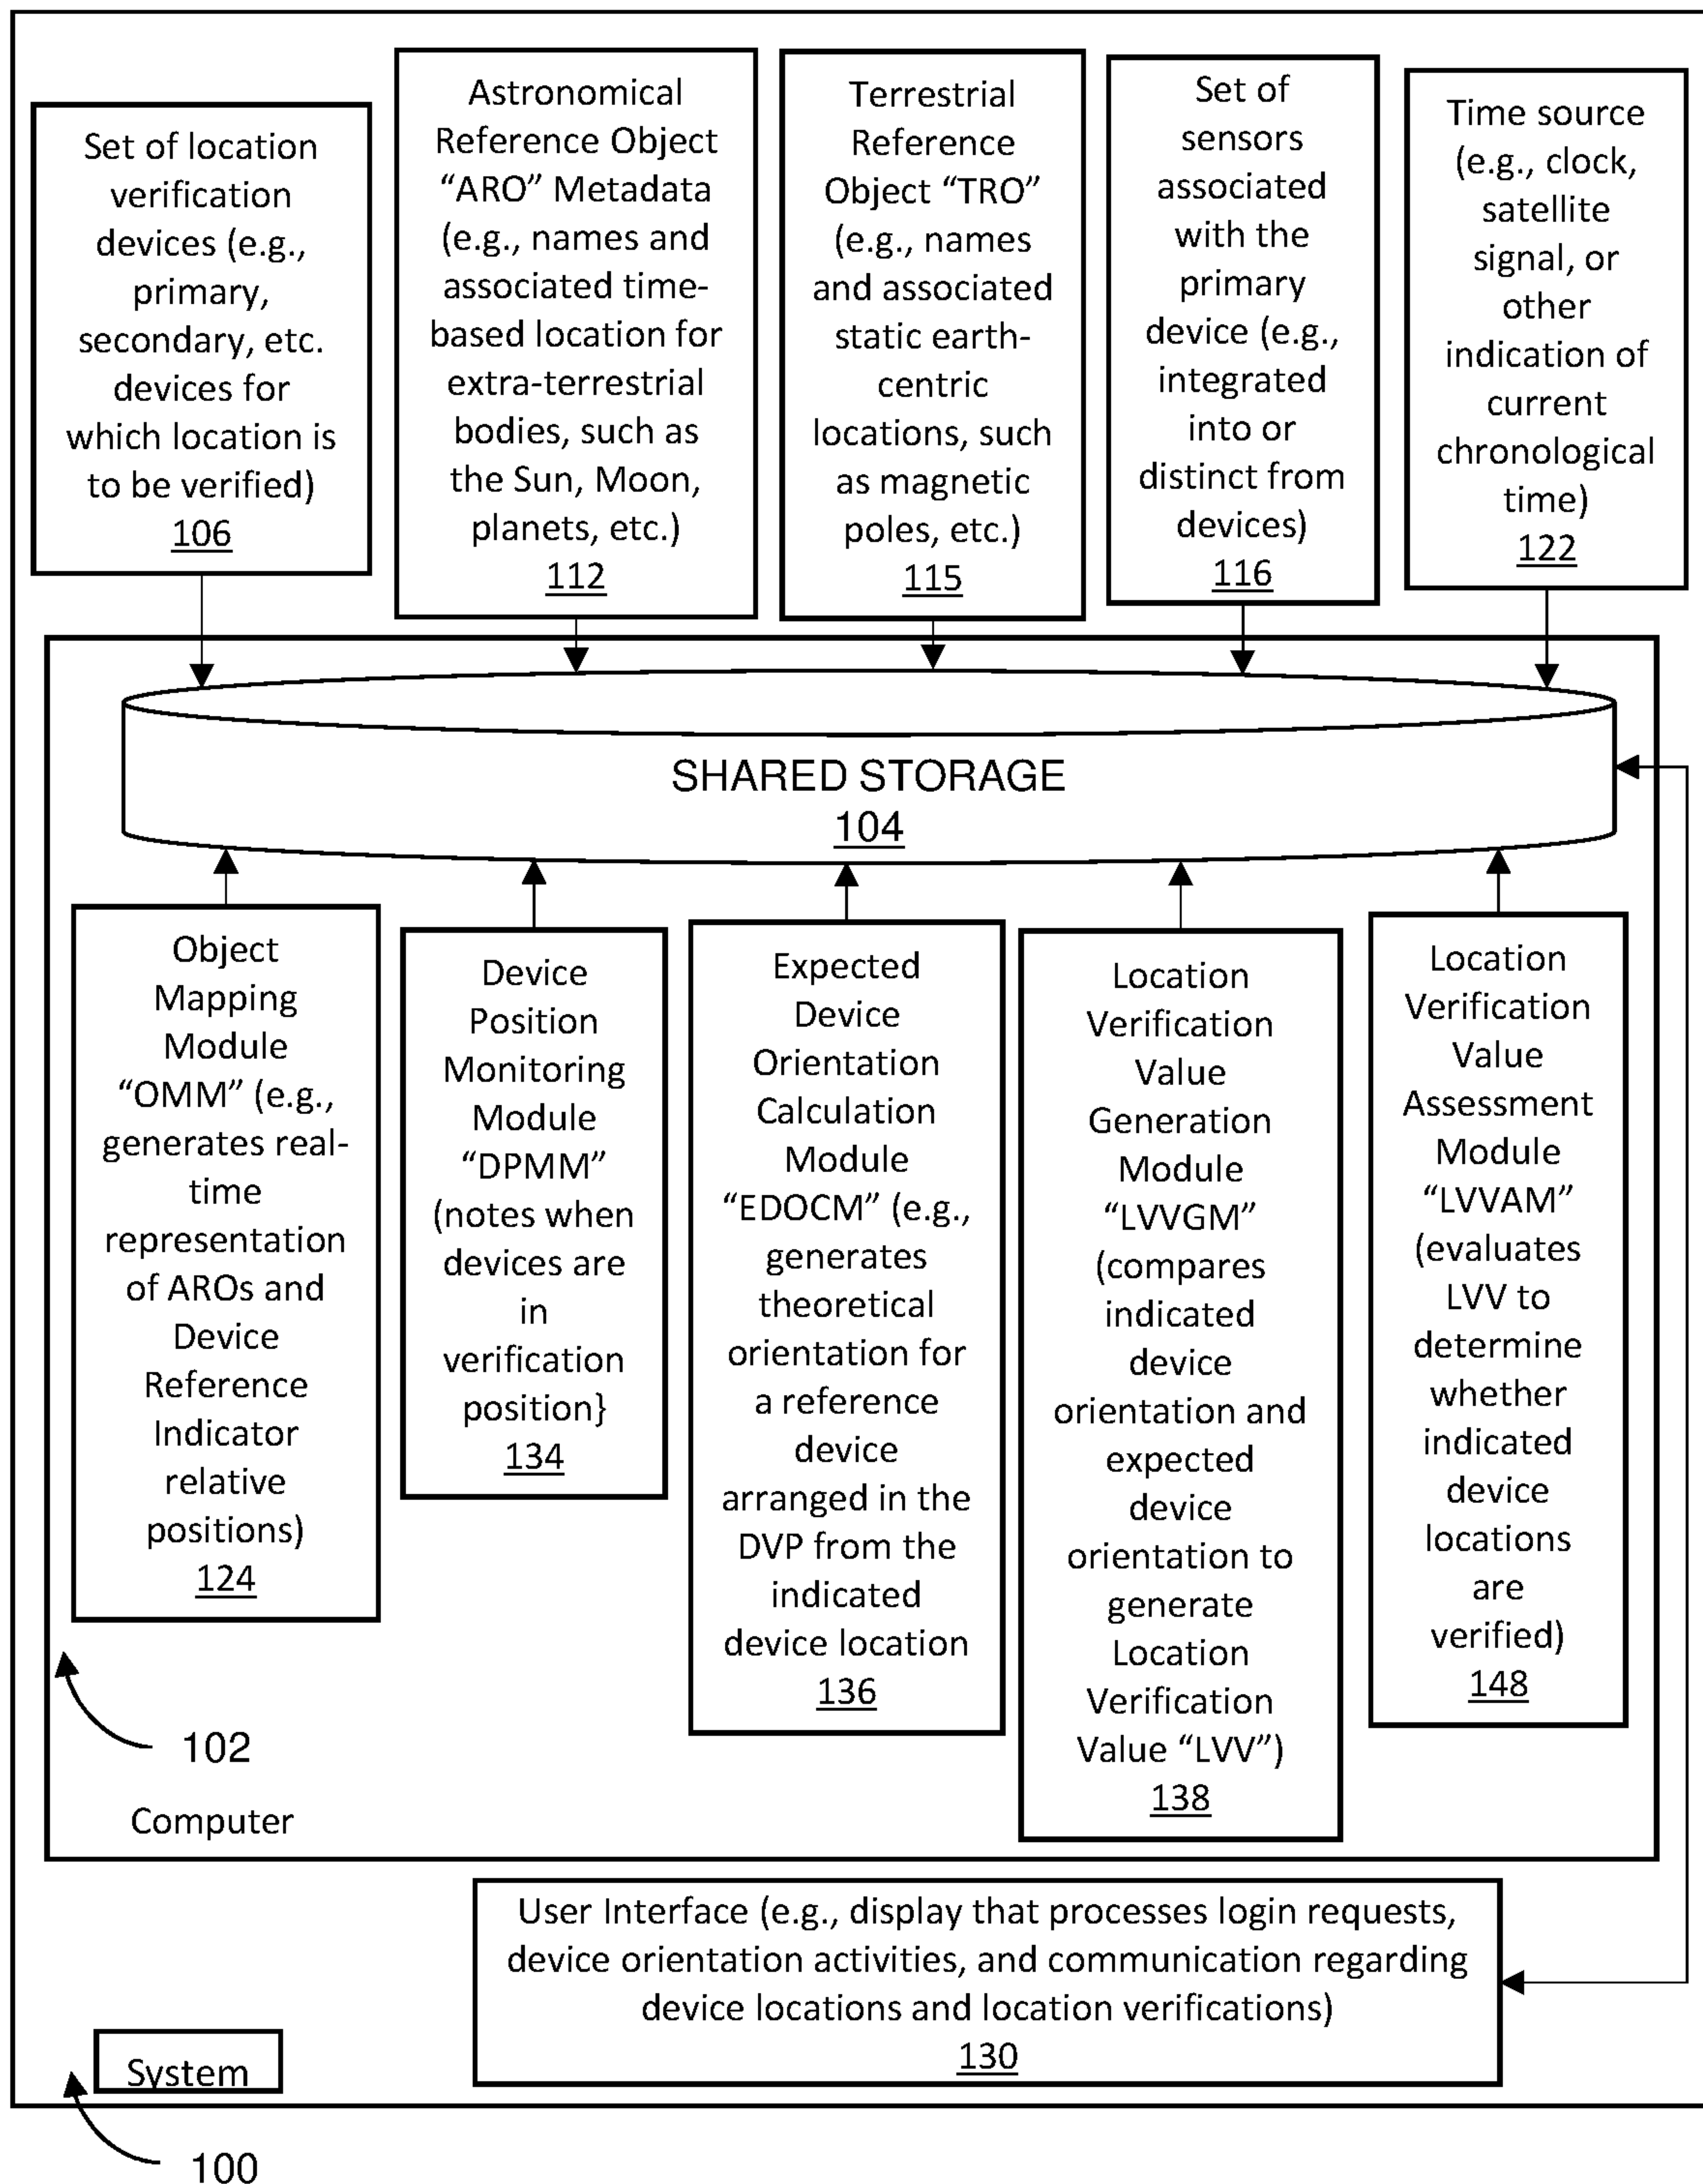 Set of location
verification
devices (e.g.,
primary,
secondary, etc.
devices for
which location is
to be verified)
106
Astronomical
Reference Object
“ARO” Metadata
(e.g., names and
associated time-
based location for
extra-terrestrial
bodies, such as
the Sun, Moon,
planets, etc.)
112
Terrestrial
Reference
Object “TRO”
(e.g., names
and associated
static earth-
centric
locations, such
as magnetic
poles, etc.)
115
Set of
sensors
associated
with the
primary
device (e.g.,
integrated
into or
distinct from
devices)
116
Time source
(e.g., clock,
satellite
signal, or
other
indication of
current
chronological
time)
122
SHARED STORAGE
104
Object
Mapping
Module
“OMM” (e.g.,
generates real-
time
representation
of AROs and
Device
Reference
Indicator
relative
positions)
124
Device
Position
Monitoring
Module
“DPMM”
(notes when
devices are
in
verification
position}
134
Expected
Device
Orientation
Calculation
Module
“EDOCM” (e.g.,
generates
theoretical
orientation for
a reference
device
arranged in the
DVP from the
indicated
device location
136
Location
Verification
Value
Generation
Module
“LVVGM”
(compares
indicated
device
orientation and
expected
device
orientation to
generate
Location
Verification
Value “LVV”)
138
Location
Verification
Value
Assessment
Module
“LVVAM”
(evaluates
LVV to
determine
whether
indicated
device
locations
are
verified)
148
102
Computer
User Interface (e.g., display that processes login requests,
device orientation activities, and communication regarding
device locations and location verifications)
130
System
100